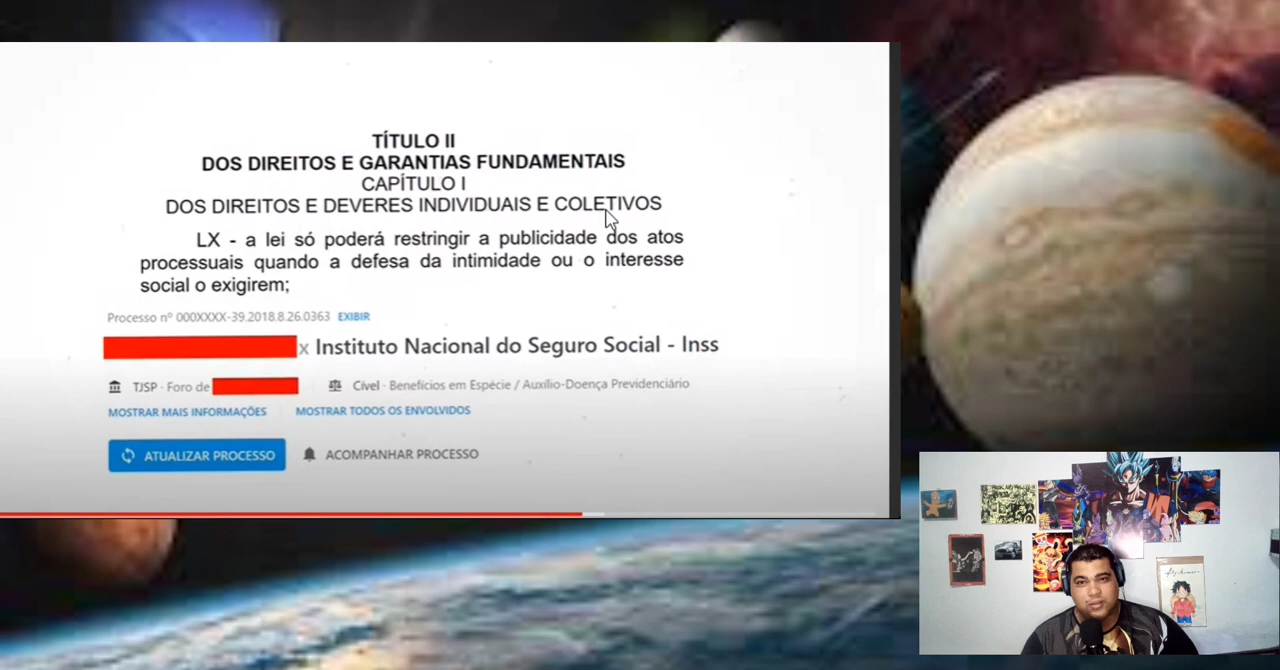 TÍTULO II
DOS DIREITOS E GARANTIAS FUNDAMENTAIS
CAPÍTULO I
DOS DIREITOS E DEVERES INDIVIDUAIS E COLETIVOS
LX - a lei só poderá restringir a publicidade dos atos
processuais quando a defesa da intimidade ou o interesse
social o exigirem;
Processo nº 000XXXX-39.2018.8.26.0363 EXIBIR
x Instituto Nacional do Seguro Social - Inss
TJSP · Foro de Cível · Benefícios em Espécie / Auxílio-Doença Previdenciário
MOSTRAR MAIS INFORMAÇÕES MOSTRAR TODOS OS ENVOLVIDOS
ATUALIZAR PROCESSO ACOMPANHAR PROCESSO